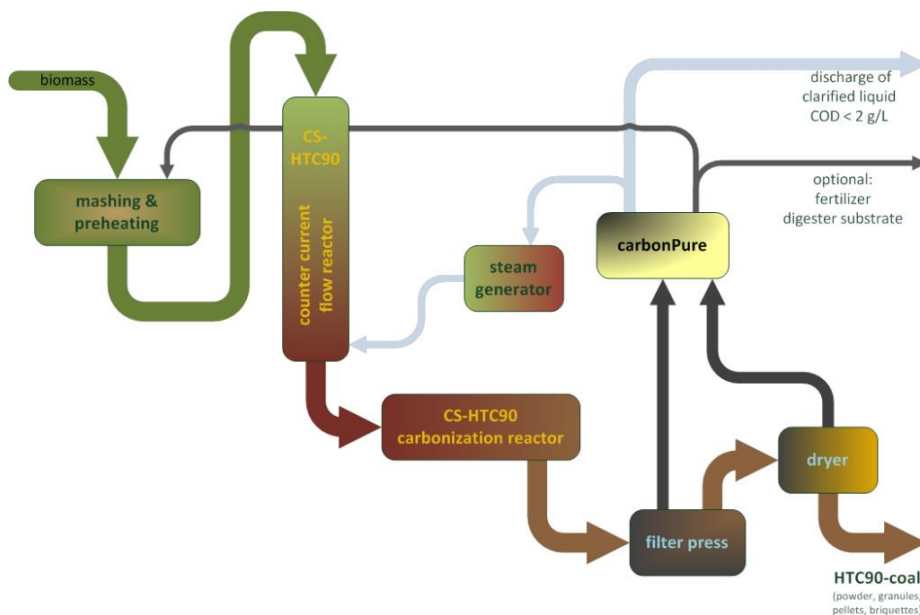 biomass
discharge of
clarified liquid
COD < 2 g/L
CS-
HTC90
counter current
flow reactor
mashing &
preheating
optional:
fertilizer
digester substrate
carbonPure
steam
generator
CS-HTC90
carbonization reactor
dryer
filter press
HTC90-coal
(powder, granules,
pellets, briquettes)